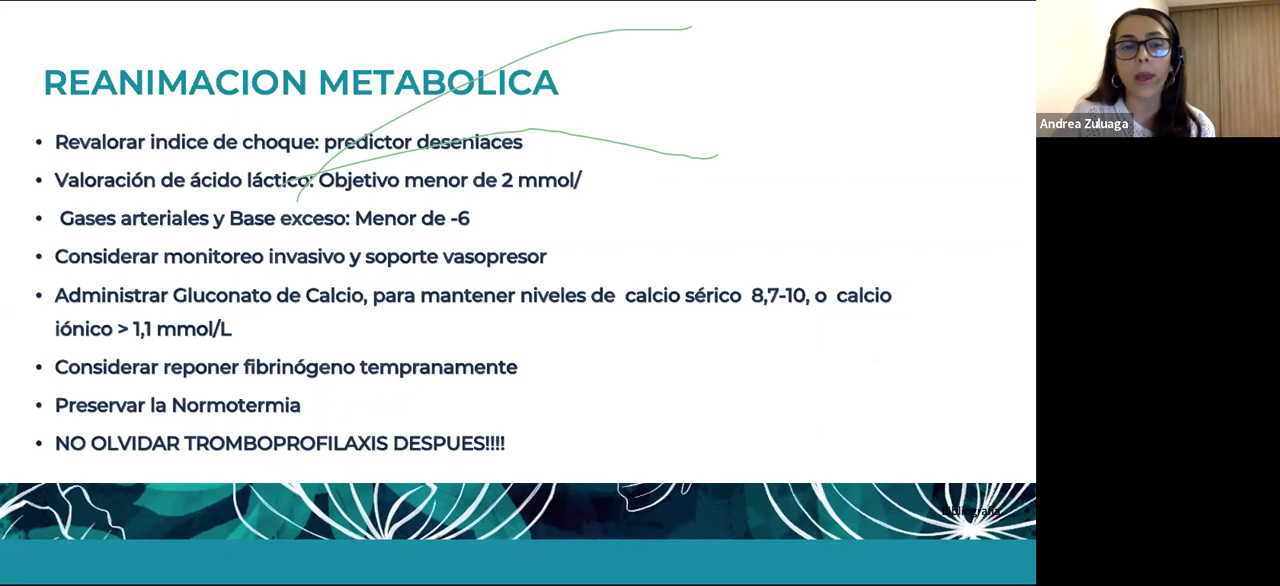 REANIMACION METABOLICA
• Revalorar indice de choque: predictor desenlaces
• Valoración de ácido láctico: Objetivo menor de 2 mmol/
• Gases arteriales y Base exceso: Menor de -6
• Considerar monitoreo invasivo y soporte vasopresor
• Administrar Gluconato de Calcio, para mantener niveles de calcio sérico 8,7-10, o calcio
iónico > 1,1 mmol/L
• Considerar reponer fibrinógeno tempranamente
• Preservar la Normotermia
• NO OLVIDAR TROMBOPROFILAXIS DESPUES!!!!
Bibliografía
Andrea Zuluaga